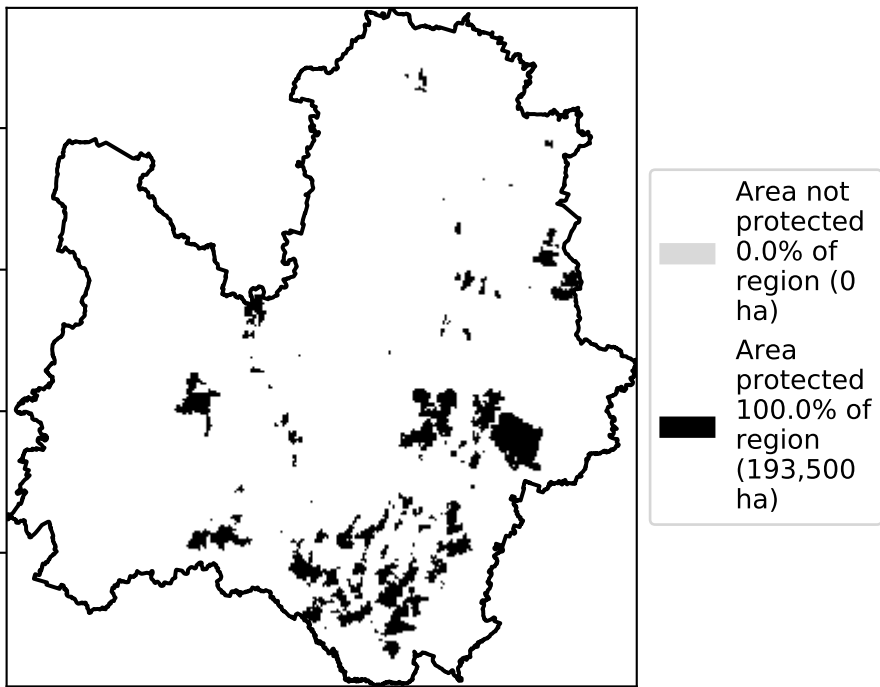 Area not
protected
0.0% of
region (0
ha)
Area
protected
100.0% of
region
(193,500
ha)